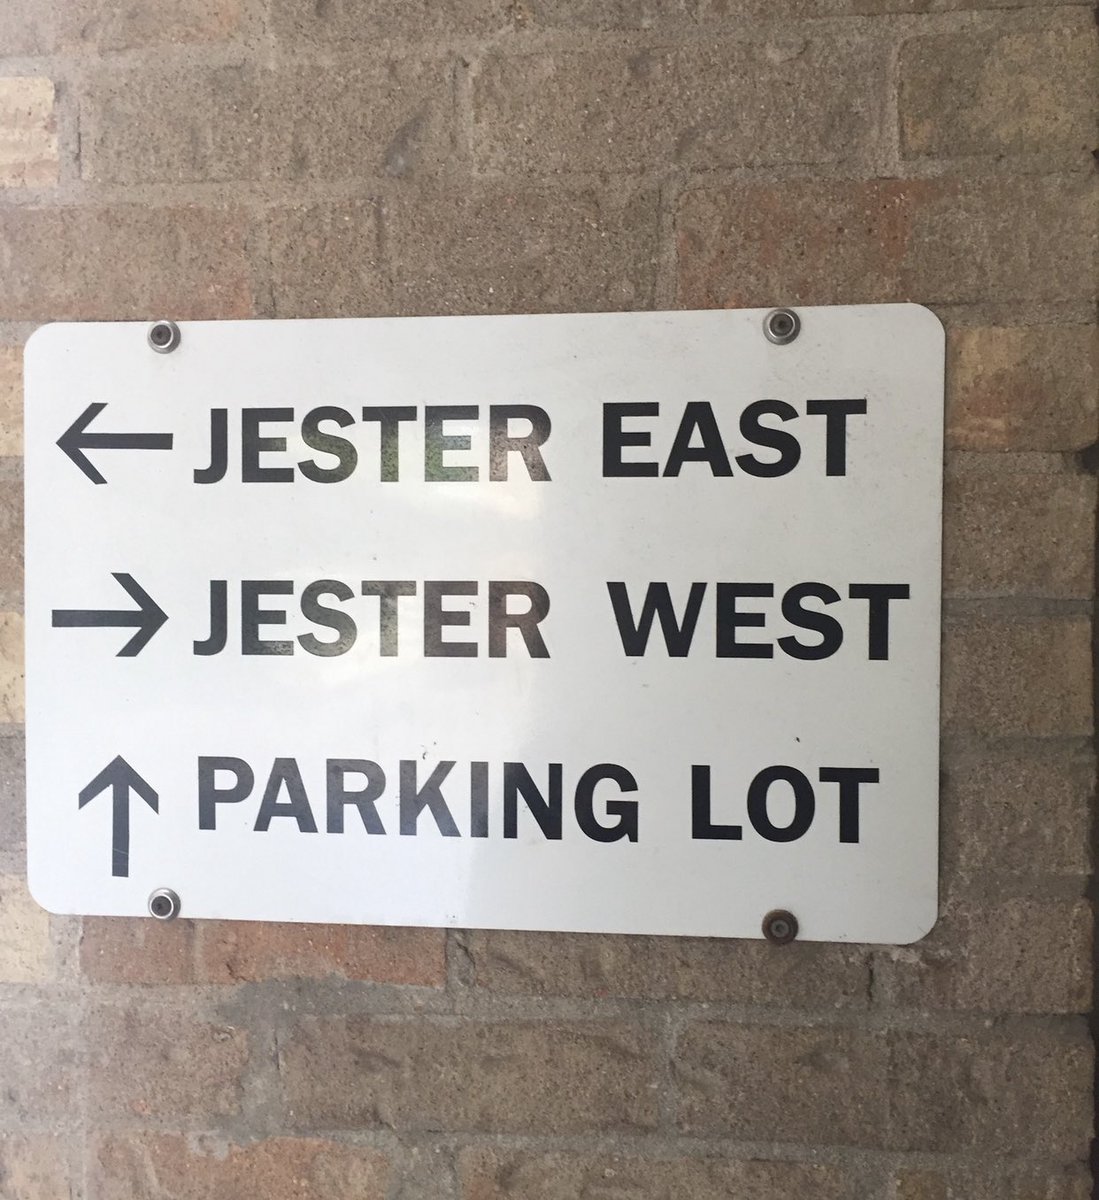 ← JESTER EAST
→ JESTER WEST
↑ PARKING LOT